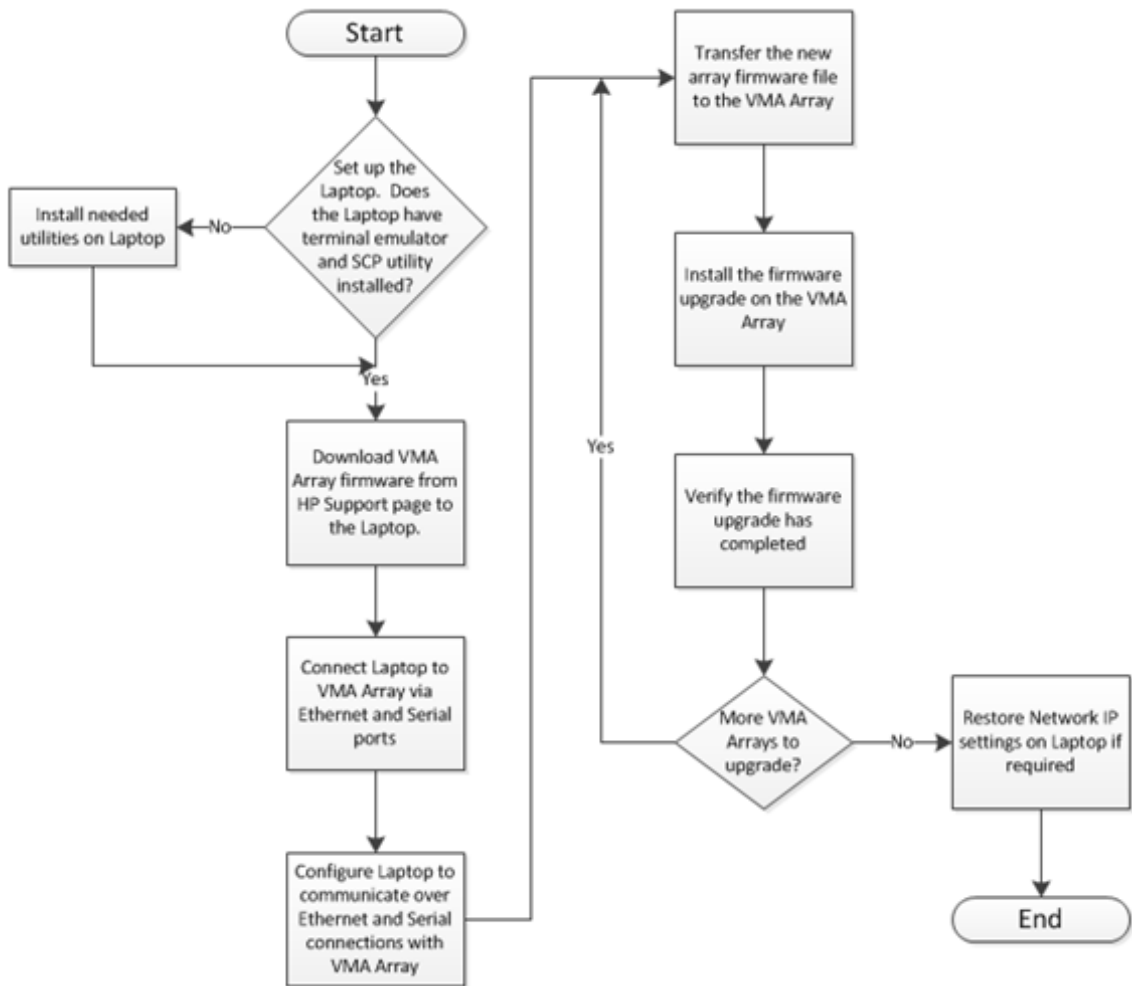 Start
Set up the
Laptop.  Does
the Laptop have
terminal emulator
and SCP utility
installed?
No
Install needed
utilities on Laptop
Yes
Download VMA
Array firmware from
HP Support page to
the Laptop.
Connect Laptop to
VMA Array via
Ethernet and Serial
ports
Configure Laptop to
communicate over
Ethernet and Serial
connections with
VMA Array
Transfer the new
array firmware file
to the VMA Array
Install the firmware
upgrade on the VMA
Array
Verify the firmware
upgrade has
completed
More VMA
Arrays to
upgrade?
Yes
No
Restore Network IP
settings on Laptop if
required
End